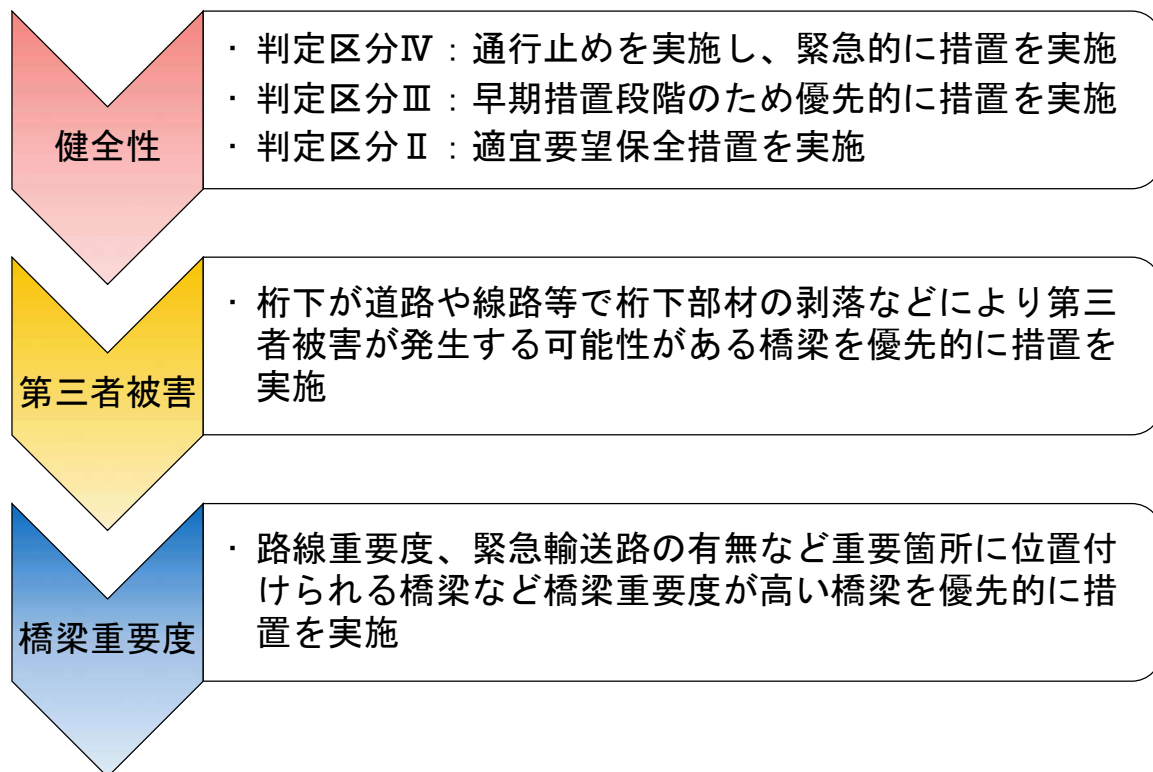 健全性
・判定区分Ⅳ：通行止めを実施し、緊急的に措置を実施
・判定区分Ⅲ：早期措置段階のため優先的に措置を実施
・判定区分Ⅱ：適宜要望保全措置を実施
第三者被害
・桁下が道路や線路等で桁下部材の剥落などにより第三
者被害が発生する可能性がある橋梁を優先的に措置を
実施
橋梁重要度
・路線重要度、緊急輸送路の有無など重要箇所に位置付
けられる橋梁など橋梁重要度が高い橋梁を優先的に措
置を実施